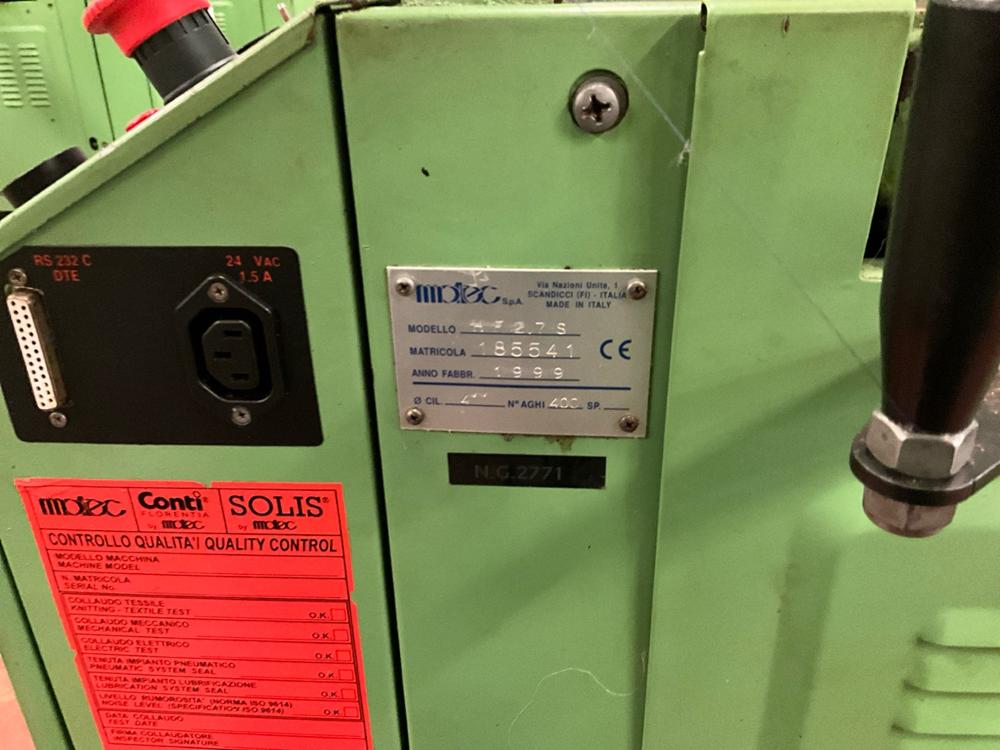 RS 232 C
DTE
24 VAC
1.5 A
matec S.p.A.
Via Nazioni Unite, 1
SCANDICCI (FI) - ITALIA
MADE IN ITALY
MODELLO 2.7 S
MATRICOLA 185541
CE
ANNO FABBR. 1999
Ø CIL. 4" N° AGHI 400 SP.
N.G.2771
matec
Conti®
FLORENTIA
by matec
SOLIS®
by matec
CONTROLLO QUALITA'/ QUALITY CONTROL
MODELLO MACCHINA
MACHINE MODEL
N. MATRICOLA
SERIAL No.
COLLAUDO TESSILE
KNITTING - TEXTILE TEST O.K.
COLLAUDO MECCANICO
MECHANICAL TEST O.K.
COLLAUDO ELETTRICO
ELECTRIC TEST O.K.
TENUTA IMPIANTO PNEUMATICO
PNEUMATIC SYSTEM SEAL O.K.
TENUTA IMPIANTO LUBRIFICAZIONE
LUBRICATION SYSTEM SEAL O.K.
LIVELLO RUMOROSITA' (NORMA ISO 9614)
NOISE LEVEL (SPECIFICATION ISO 9614) O.K.
DATA COLLAUDO
TEST DATE
FIRMA COLLAUDATORE
INSPECTOR SIGNATURE